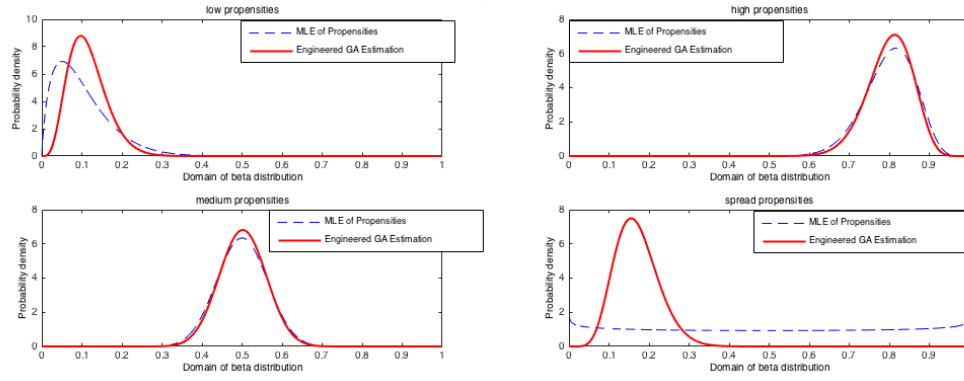 low propensities
MLE of Propensities
Engineered GA Estimation
Probability density
10
8
6
4
2
0
0 0.1 0.2 0.3 0.4 0.5 0.6 0.7 0.8 0.9 1
Domain of beta distribution
high propensities
MLE of Propensities
Engineered GA Estimation
Probability density
8
6
4
2
0
0 0.1 0.2 0.3 0.4 0.5 0.6 0.7 0.8 0.9
Domain of beta distribution
medium propensities
MLE of Propensities
Engineered GA Estimation
Probability density
8
6
4
2
0
0 0.1 0.2 0.3 0.4 0.5 0.6 0.7 0.8 0.9 1
Domain of beta distribution
spread propensities
MLE of Propensities
Engineered GA Estimation
Probability density
8
6
4
2
0
0 0.1 0.2 0.3 0.4 0.5 0.6 0.7 0.8 0.9
Domain of beta distribution